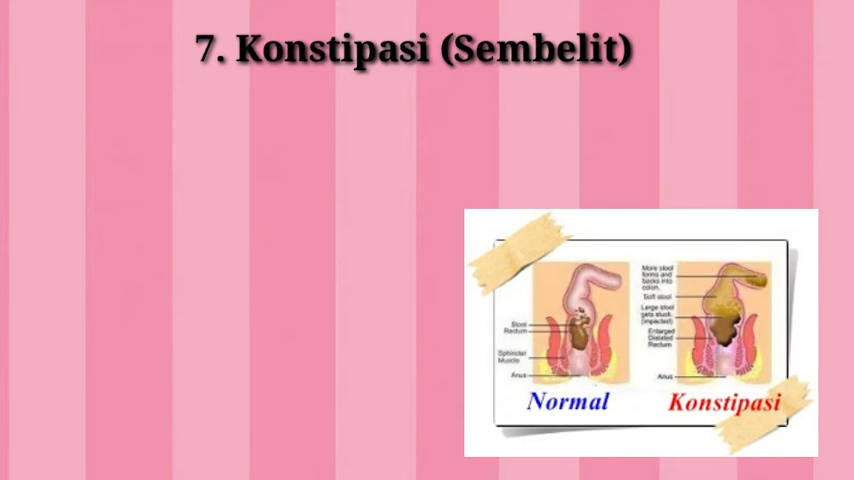 7. Konstipasi (Sembelit)
Stool
Rectum
Sphincter
Muscle
Anus
Normal
More stool
forms and
backs into
colon.
Soft stool
Large stool
gets stuck.
(impacted)
Enlarged
Distated
Rectum
Anus
Konstipasi